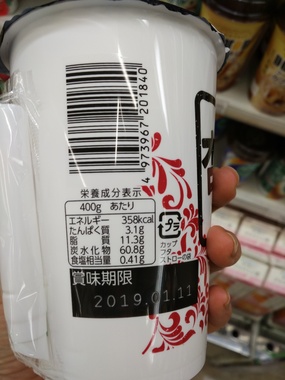 4 973967 201840
栄養成分表示
400g あたり
エネルギー 358kcal
たんぱく質 3.1g
脂質 11.3g
炭水化物 60.8g
食塩相当量 0.41g
プラ
カップ
フタ
ストローの袋
賞味期限
2019.01.11